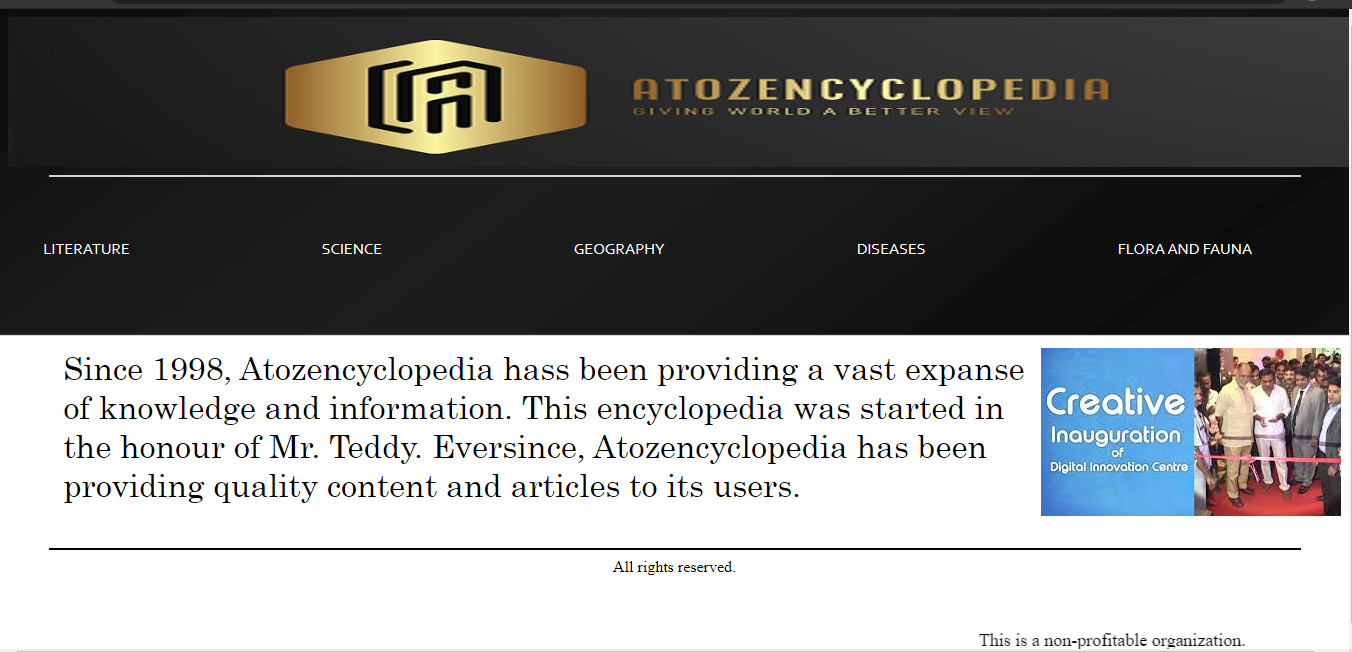 ATOZENCYCLOPEDIA
GIVING WORLD A BETTER VIEW
LITERATURE SCIENCE GEOGRAPHY DISEASES FLORA AND FAUNA
Since 1998, Atozencyclopedia hass been providing a vast expanse
of knowledge and information. This encyclopedia was started in
the honour of Mr. Teddy. Eversince, Atozencyclopedia has been
providing quality content and articles to its users.
Creative
Inauguration
of
Digital Innovation Centre
All rights reserved.
This is a non-profitable organization.